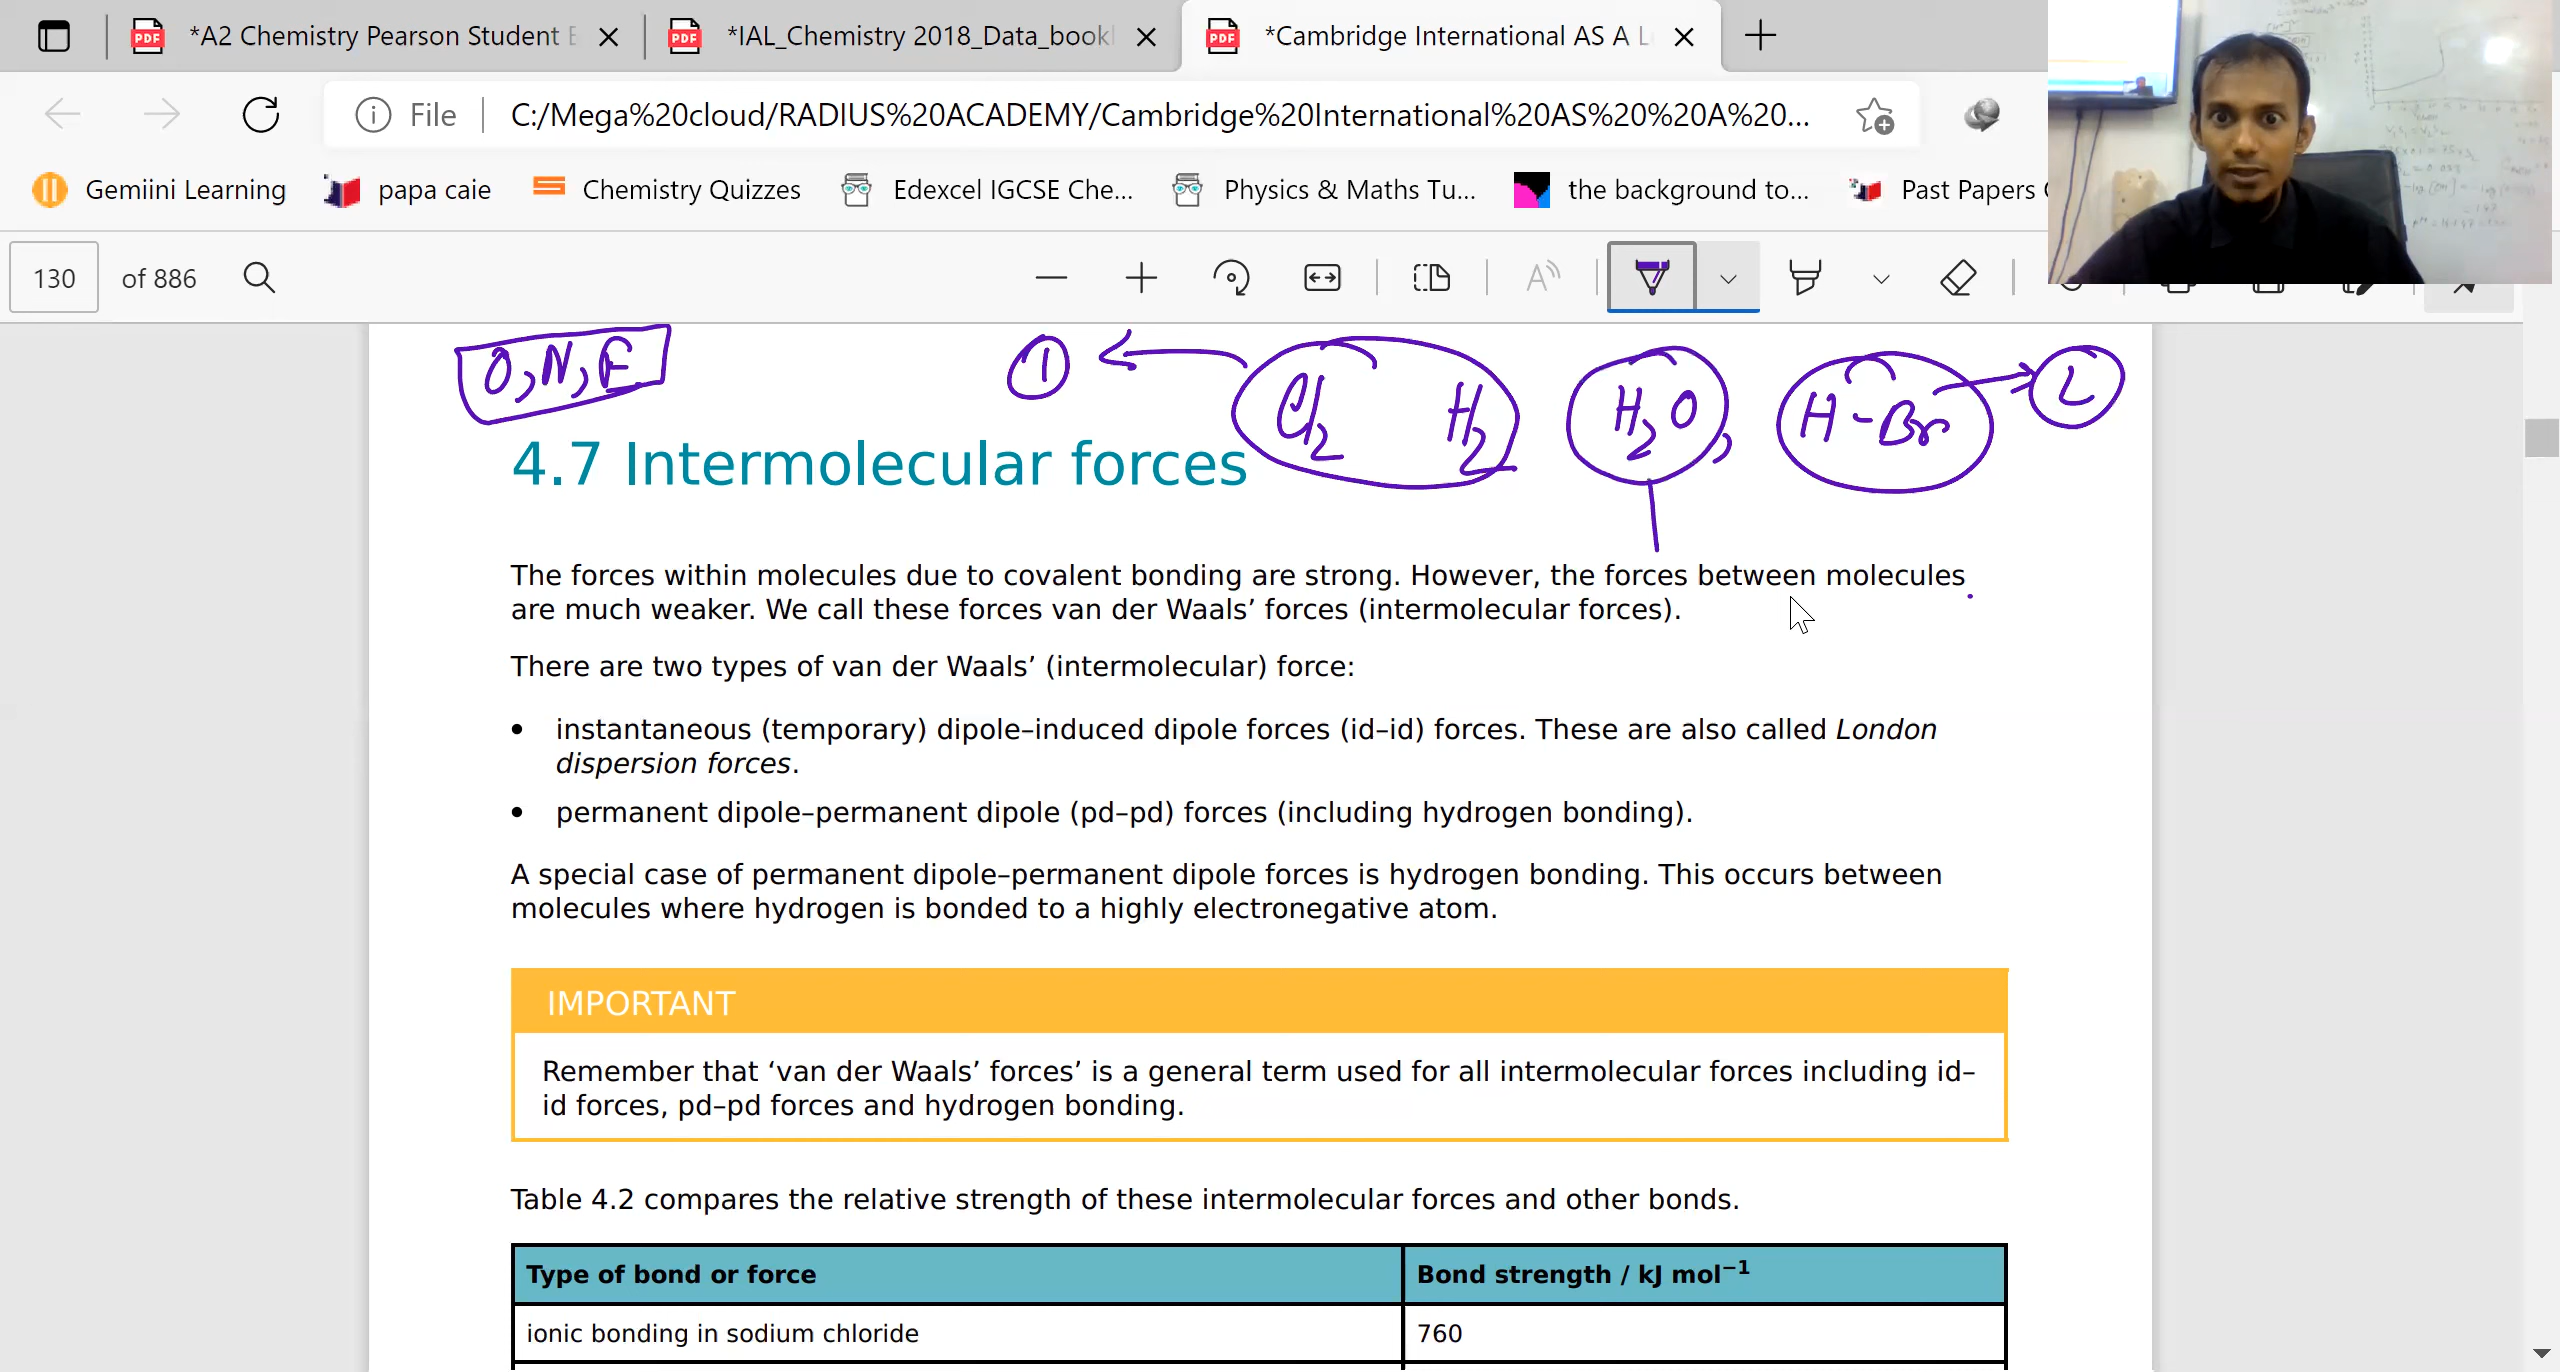 *A2 Chemistry Pearson Student E
*IAL_Chemistry 2018_Data_book
*Cambridge International AS A L
File
C:/Mega%20cloud/RADIUS%20ACADEMY/Cambridge%20International%20AS%20%20A%20...
Gemiini Learning
papa caie
Chemistry Quizzes
Edexcel IGCSE Che...
Physics & Maths Tu...
the background to...
Past Papers
130 of 886
O, N, F
1
Cl2 H2 H2O, H-Br
2
4.7 Intermolecular forces
The forces within molecules due to covalent bonding are strong. However, the forces between molecules
are much weaker. We call these forces van der Waals’ forces (intermolecular forces).
There are two types of van der Waals’ (intermolecular) force:
• instantaneous (temporary) dipole–induced dipole forces (id–id) forces. These are also called London
dispersion forces.
• permanent dipole–permanent dipole (pd–pd) forces (including hydrogen bonding).
A special case of permanent dipole–permanent dipole forces is hydrogen bonding. This occurs between
molecules where hydrogen is bonded to a highly electronegative atom.
IMPORTANT
Remember that ‘van der Waals’ forces’ is a general term used for all intermolecular forces including id–
id forces, pd–pd forces and hydrogen bonding.
Table 4.2 compares the relative strength of these intermolecular forces and other bonds.
Type of bond or force
Bond strength / kJ mol⁻¹
ionic bonding in sodium chloride
760